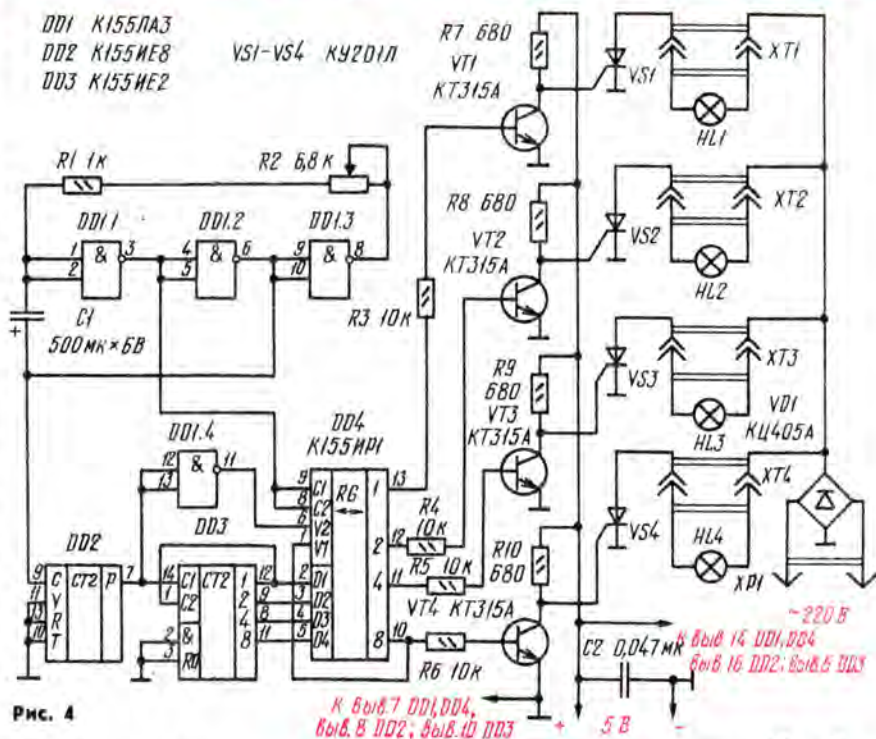 DD1 К155ЛА3
DD2 К155ИЕ8
DD3 К155ИЕ2
VS1-VS4 КУ201Л
R7 680
VT1
КТ315А
VS1
XT1
HL1
R1 1к
R2 6,8 к
DD1.1
DD1.2
DD1.3
1
2
&
3
4
5
&
6
9
10
&
8
+
C1
500 мк × 6В
R3 10к
R8 680
VT2
КТ315А
VS2
XT2
HL2
R9
680
VT3
КТ315А
VS3
XT3
HL3
VD1
КЦ405А
DD1.4
12
13
&
11
DD4
К155ИР1
9
8
6
1
2
3
4
5
C1
C2
V2
V1
D1
D2
D3
D4
RG
1
2
4
8
13
12
11
10
R4
10к
R5 10к
VT4 КТ315А
R6 10к
R10
680
VS4
XT4
HL4
XP1
DD2
9
11
13
10
C
V
R
T
CT2
P
7
DD3
14
1
2
3
C1
C2
&
R0
CT2
1
2
4
8
12
9
8
11
~220 В
C2 0,047 мк
К выв. 14 DD1, DD4
выв. 16 DD2; выв. 5 DD3
К выв. 7 DD1, DD4,
выв. 8 DD2; выв. 10 DD3
+
5 В
-
Рис. 4